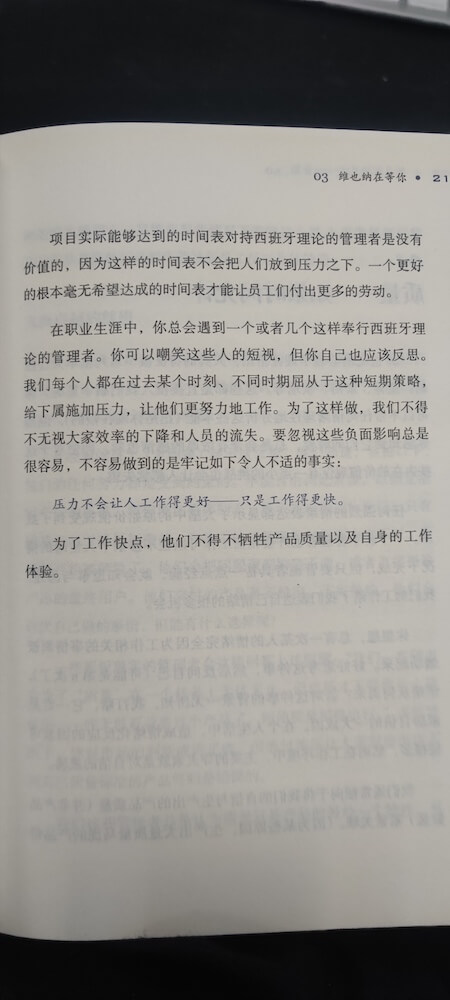 03 维也纳在等你 • 21
项目实际能够达到的时间表对持西班牙理论的管理者是没有
价值的，因为这样的时间表不会把人们放到压力之下。一个更好
的根本毫无希望达成的时间表才能让员工们付出更多的劳动。
在职业生涯中，你总会遇到一个或者几个这样奉行西班牙理
论的管理者。你可以嘲笑这些人的短视，但你自己也应该反思。
我们每个人都在过去某个时刻、不同时期屈从于这种短期策略，
给下属施加压力，让他们更努力地工作。为了这样做，我们不得
不无视大家效率的下降和人员的流失。要忽视这些负面影响总是
很容易，不容易做到的是牢记如下令人不适的事实：
压力不会让人工作得更好——只是工作得更快。
为了工作快点，他们不得不牺牲产品质量以及自身的工作
体验。